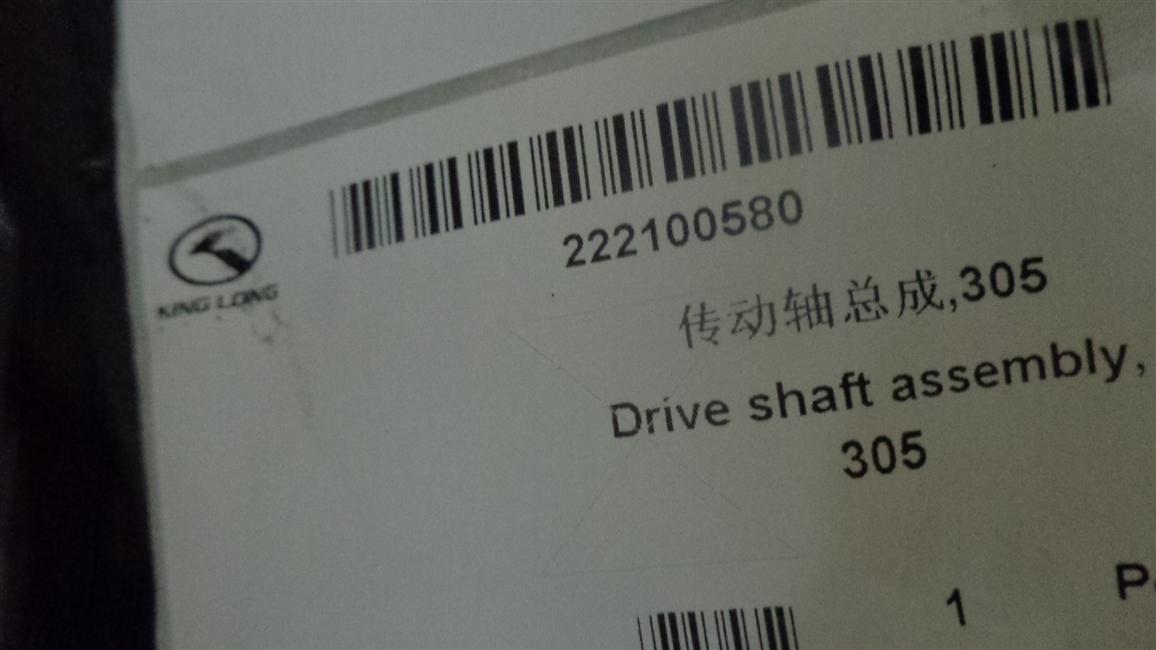 KING LONG
222100580
传动轴总成,305
Drive shaft assembly,
305
1